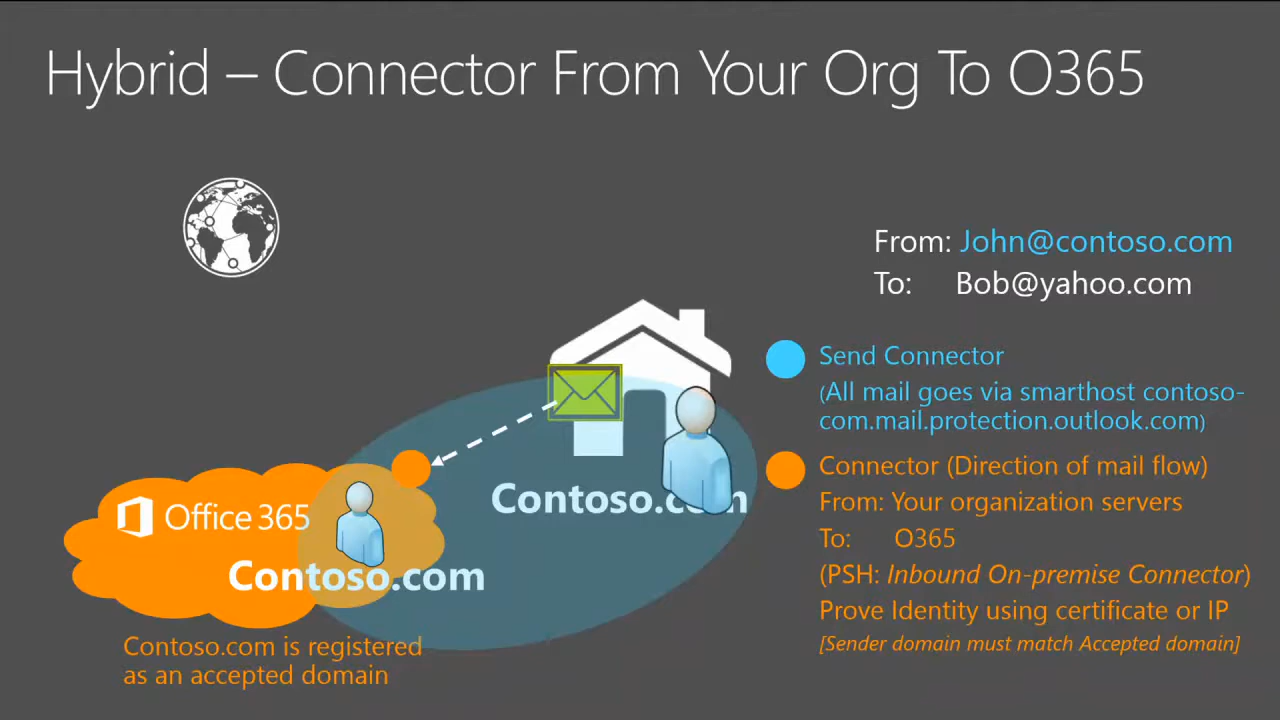 Hybrid – Connector From Your Org To O365
From: John@contoso.com
To: Bob@yahoo.com
Send Connector
(All mail goes via smarthost contoso-
com.mail.protection.outlook.com)
Connector (Direction of mail flow)
From: Your organization servers
To: O365
(PSH: Inbound On-premise Connector)
Prove Identity using certificate or IP
[Sender domain must match Accepted domain]
Contoso.com
Office 365
Contoso.com
Contoso.com is registered
as an accepted domain